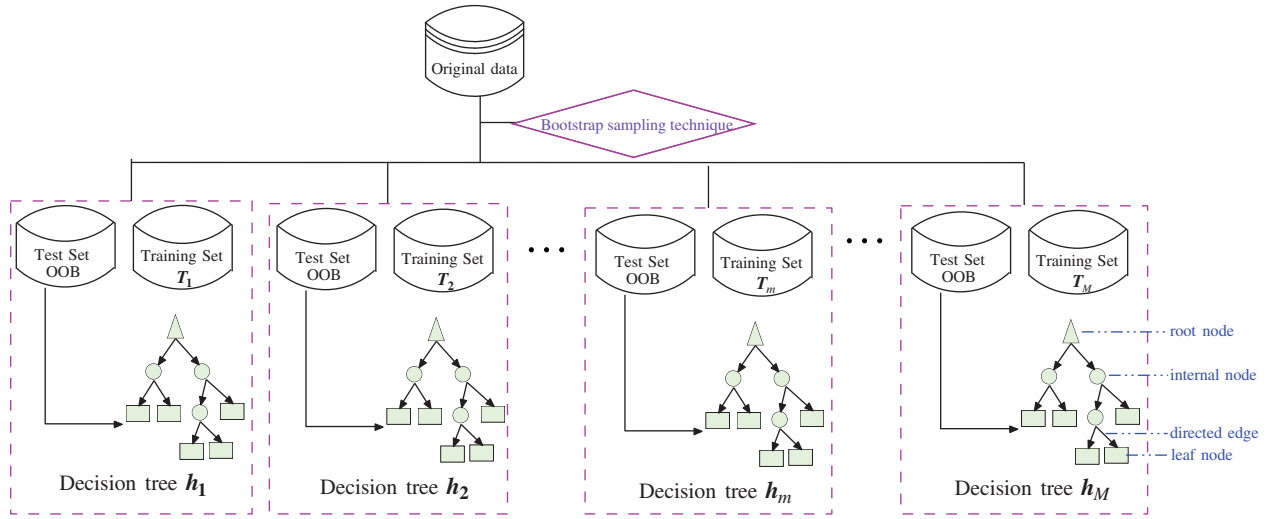 Original data
Bootstrap sampling technique
Test Set
OOB
Training Set
T1
Test Set
OOB
Training Set
T2
...
Test Set
OOB
Training Set
Tm
...
Test Set
OOB
Training Set
TM
root node
internal node
directed edge
leaf node
Decision tree h1
Decision tree h2
Decision tree hm
Decision tree hM